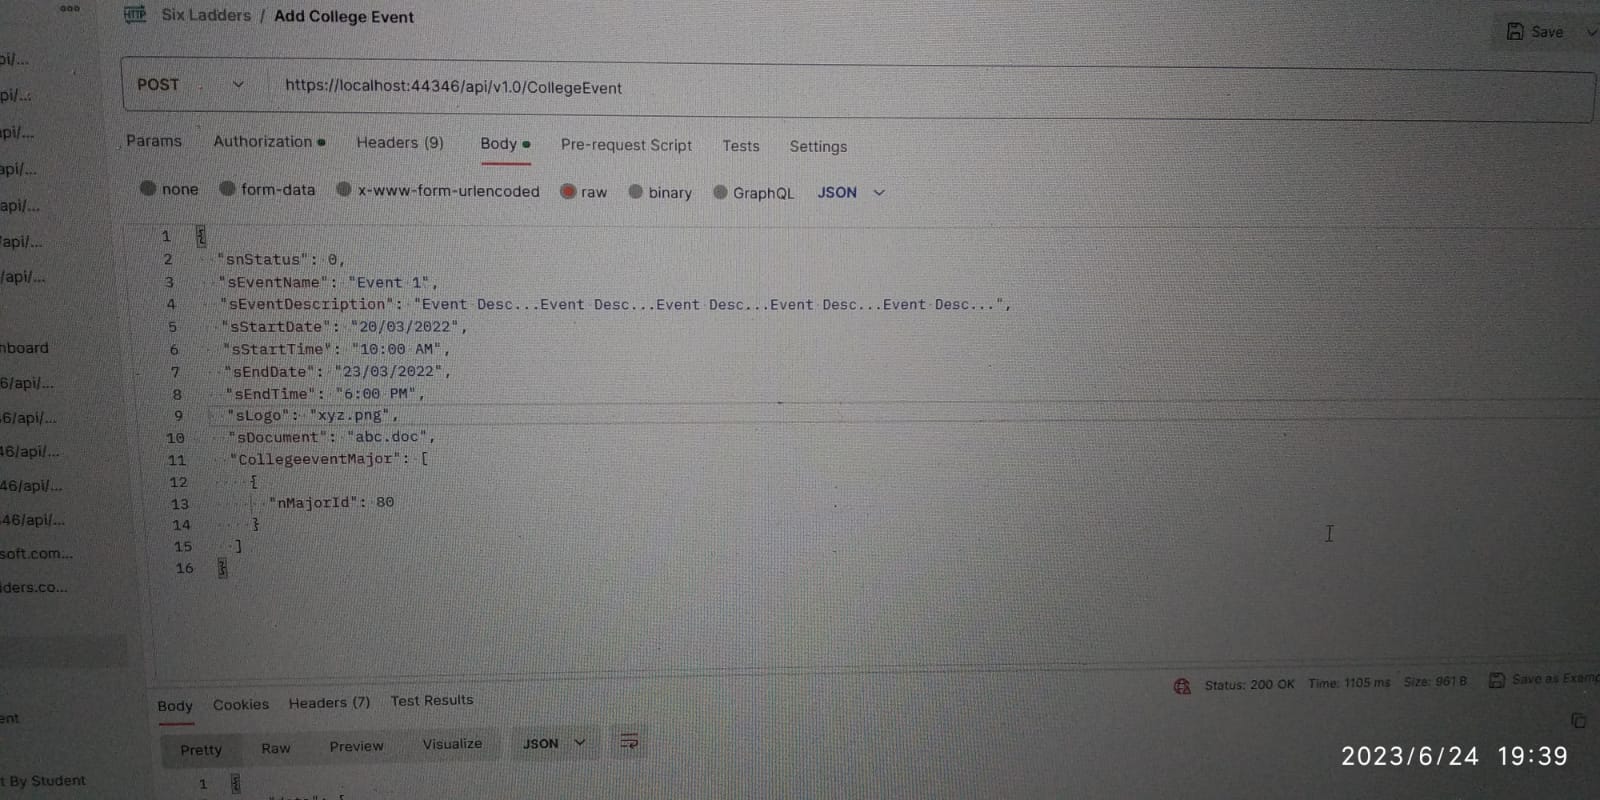 HTTP Six Ladders / Add College Event
Save
POST https://localhost:44346/api/v1.0/CollegeEvent
Params Authorization Headers (9) Body Pre-request Script Tests Settings
none form-data x-www-form-urlencoded raw binary GraphQL JSON
1 {
2 "snStatus": 0,
3 "sEventName": "Event 1",
4 "sEventDescription": "Event Desc...Event Desc...Event Desc...Event Desc...Event Desc...",
5 "sStartDate": "20/03/2022",
6 "sStartTime": "10:00 AM",
7 "sEndDate": "23/03/2022",
8 "sEndTime": "6:00 PM",
9 "sLogo": "xyz.png",
10 "sDocument": "abc.doc",
11 "CollegeeventMajor": [
12 {
13 "nMajorId": 80
14 }
15 ]
16 }
pi/...
pi/...
api/...
api/...
api/...
/api/...
/api/...
nboard
6/api/...
46/api/...
46/api/...
46/api/...
46/api/...
soft.com...
ders.co...
ent
t By Student
Body Cookies Headers (7) Test Results
Status: 200 OK Time: 1105 ms Size: 961 B Save as Examp
Pretty Raw Preview Visualize JSON
1 {
2023/6/24 19:39